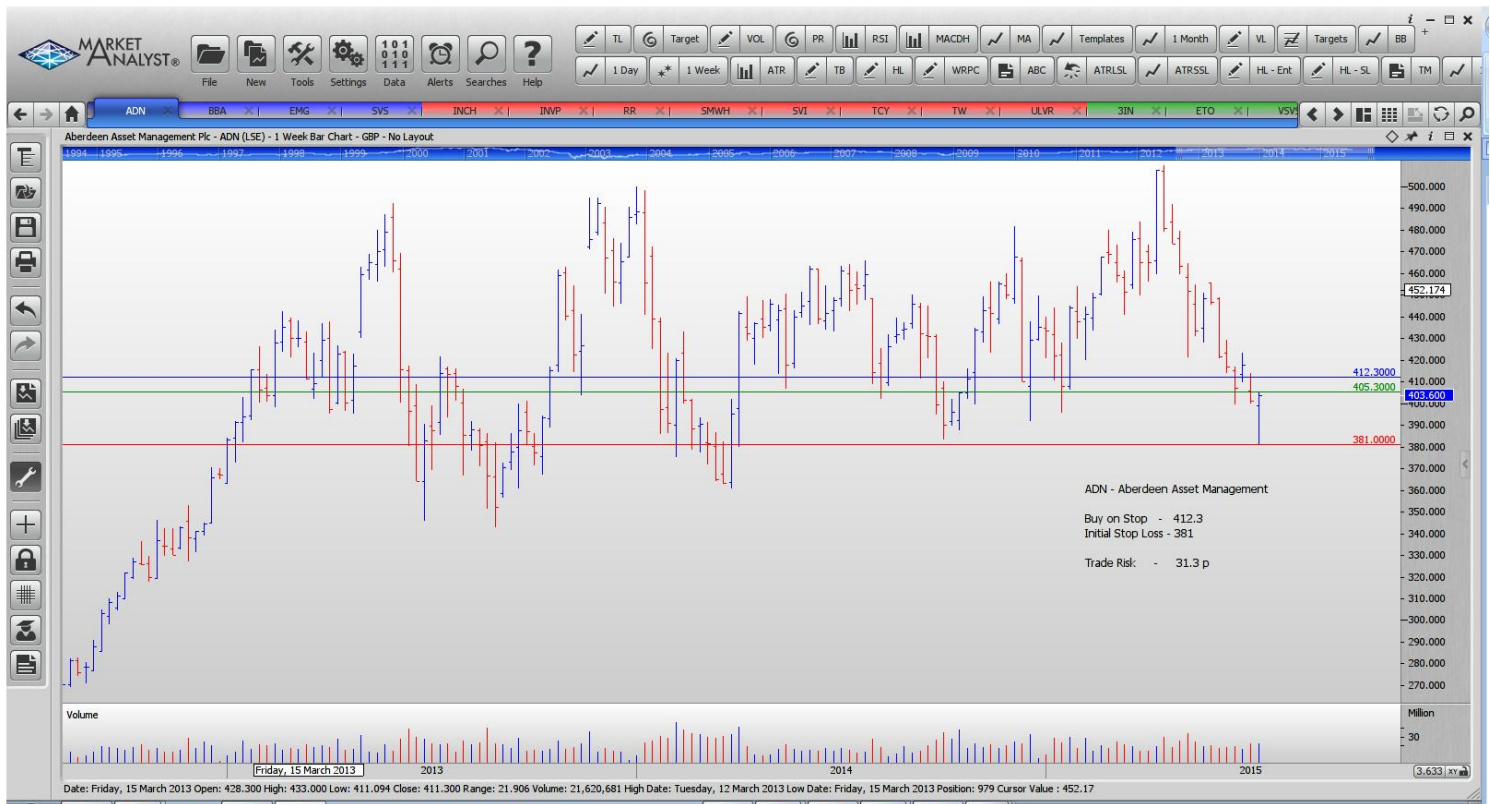 MARKET ANALYST®
File New Tools Settings Data Alerts Searches Help
TL Target VOL PR RSI MACDH MA Templates 1 Month VL Targets BB
1 Day 1 Week ATR TB HL WRPC ABC ATRLSL ATRSSL HL - Ent HL - SL TM
ADN BBA EMG SVS INCH INVP RR SMWH SVI TCY TW ULVR 3IN ETO VSVS
Aberdeen Asset Management Plc - ADN (LSE) - 1 Week Bar Chart - GBP - No Layout
1994 1995 1996 1997 1998 1999 2000 2001 2002 2003 2004 2005 2006 2007 2008 2009 2010 2011 2012 2013 2014 2015
500.000
490.000
480.000
470.000
460.000
452.174
440.000
430.000
420.000
412.3000
410.000
405.3000
403.600
400.000
390.000
381.0000
380.000
370.000
360.000
350.000
340.000
330.000
320.000
310.000
300.000
290.000
280.000
270.000
ADN - Aberdeen Asset Management
Buy on Stop - 412.3
Initial Stop Loss - 381
Trade Risk - 31.3 p
Volume
Million
30
Friday, 15 March 2013 2013 2014 2015
3.633 XY
Date: Friday, 15 March 2013 Open: 428.300 High: 433.000 Low: 411.094 Close: 411.300 Range: 21.906 Volume: 21,620,681 High Date: Tuesday, 12 March 2013 Low Date: Friday, 15 March 2013 Position: 979 Cursor Value : 452.17